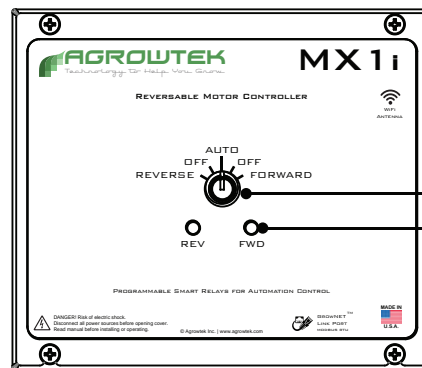 AGROWTEK
Technology To Help You Grow
MX1i
REVERSABLE MOTOR CONTROLLER
WIFI
ANTENNA
AUTO
OFF OFF
REVERSE FORWARD
REV FWD
PROGRAMMABLE SMART RELAYS FOR AUTOMATION CONTROL
DANGER! Risk of electric shock.
Disconnect all power sources before opening cover.
Read manual before installing or operating.
© Agrowtek Inc. | www.agrowtek.com
GROWNET™
LINK PORT
MODBUS RTU
MADE IN
U.S.A.